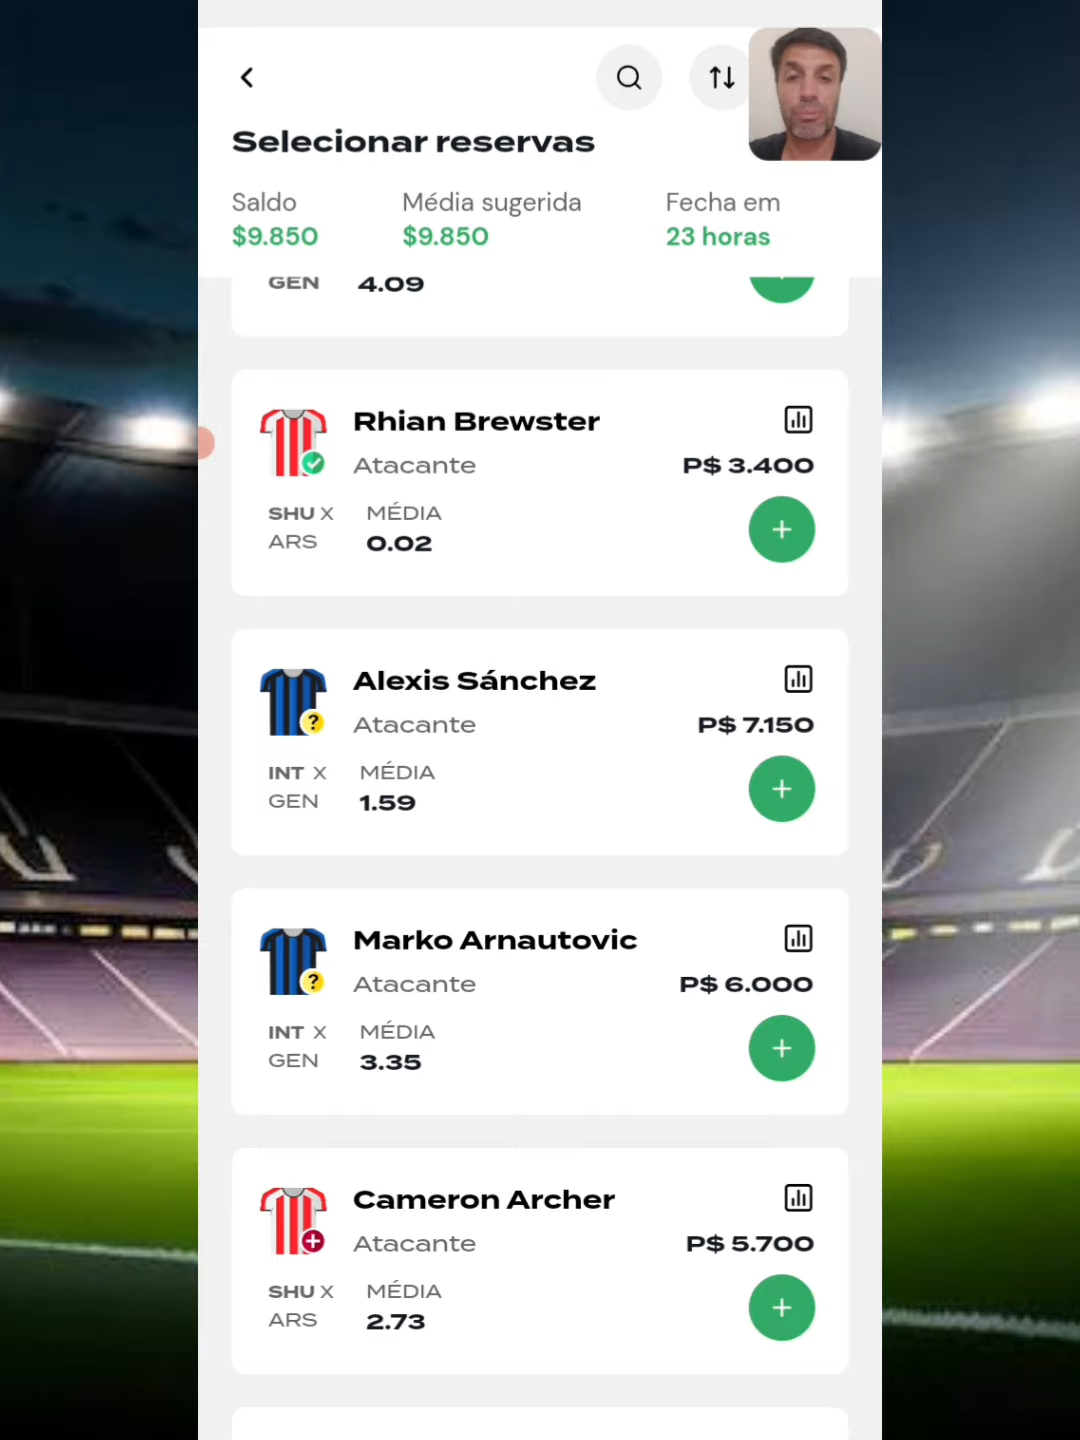 Selecionar reservas
Saldo
Média sugerida
Fecha em
$9.850
$9.850
23 horas
GEN
4.09
Rhian Brewster
Atacante
P$ 3.400
SHU X
MÉDIA
ARS
0.02
Alexis Sánchez
Atacante
P$ 7.150
INT X
MÉDIA
GEN
1.59
Marko Arnautovic
Atacante
P$ 6.000
INT X
MÉDIA
GEN
3.35
Cameron Archer
Atacante
P$ 5.700
SHU X
MÉDIA
ARS
2.73